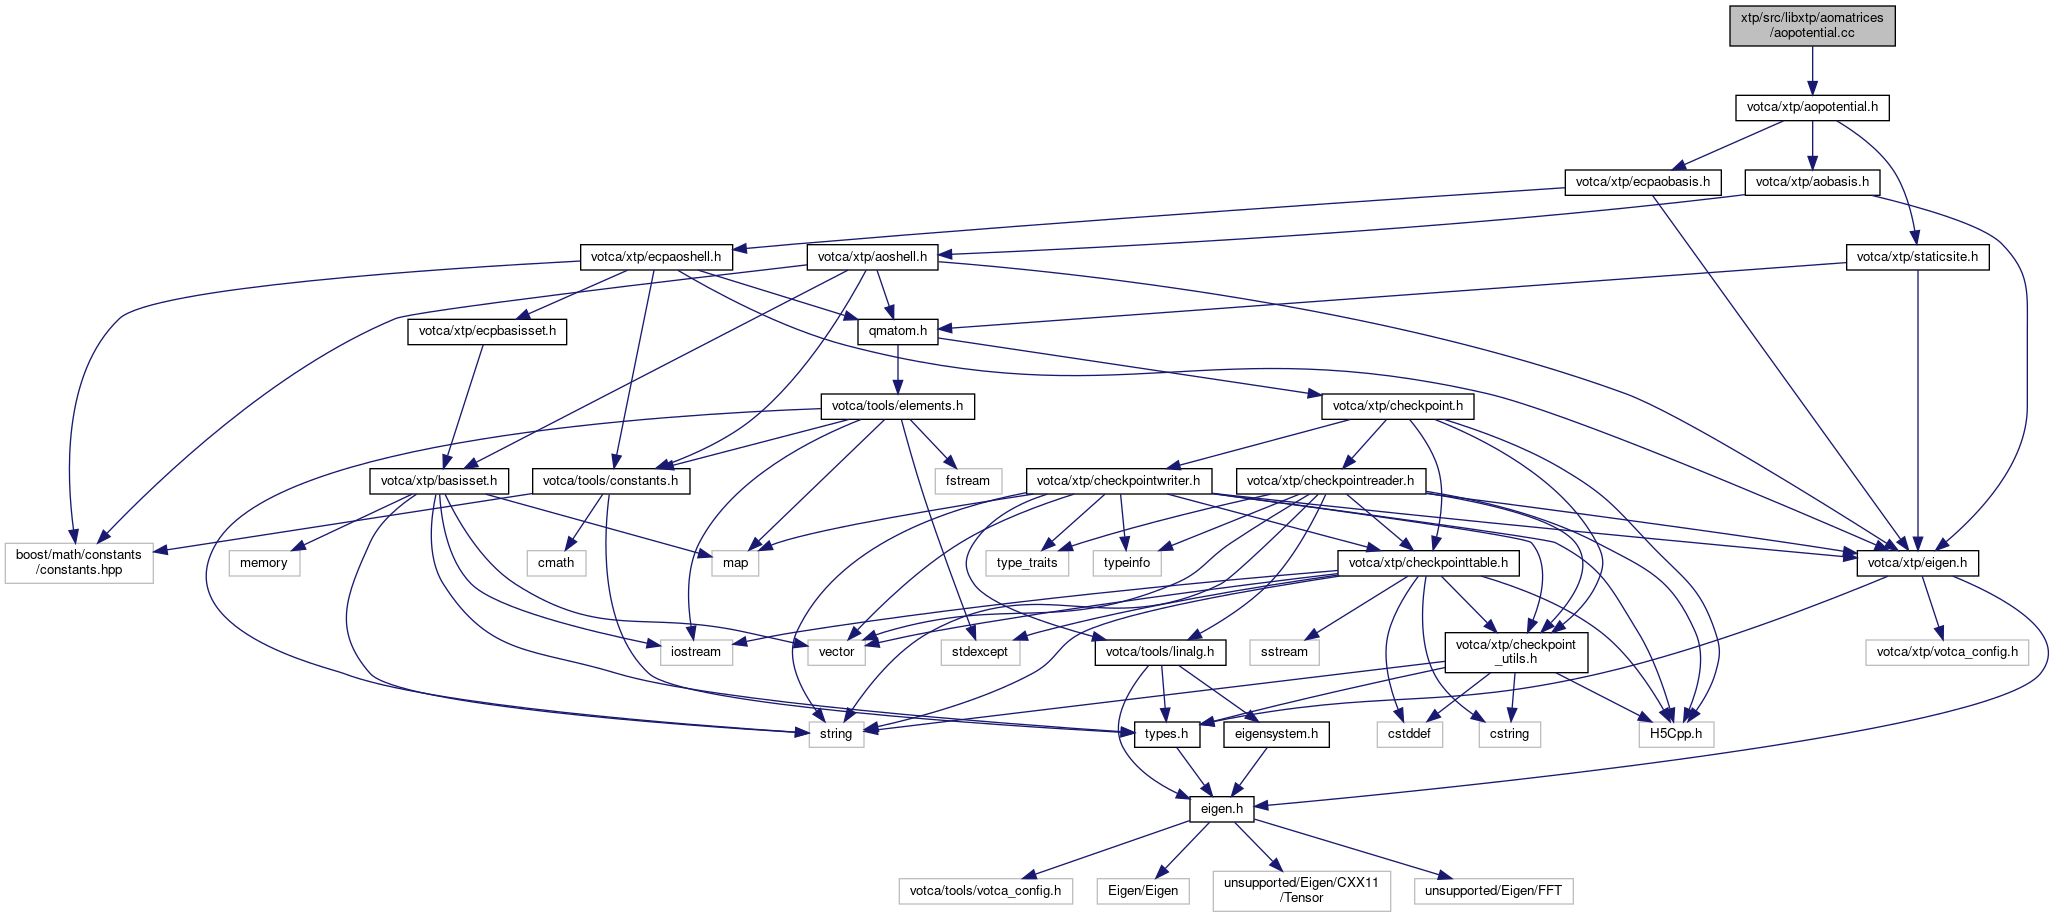 xtp/src/libxtp/aomatrices
/aopotential.cc
votca/xtp/aopotential.h
votca/xtp/ecpaobasis.h
votca/xtp/aobasis.h
votca/xtp/ecpaoshell.h
votca/xtp/aoshell.h
votca/xtp/staticsite.h
votca/xtp/ecpbasisset.h
qmatom.h
votca/tools/elements.h
votca/xtp/checkpoint.h
votca/xtp/basisset.h
votca/tools/constants.h
fstream
votca/xtp/checkpointwriter.h
votca/xtp/checkpointreader.h
boost/math/constants
/constants.hpp
memory
cmath
map
type_traits
typeinfo
votca/xtp/checkpointtable.h
votca/xtp/eigen.h
iostream
vector
stdexcept
votca/tools/linalg.h
sstream
votca/xtp/checkpoint
_utils.h
votca/xtp/votca_config.h
string
types.h
eigensystem.h
cstddef
cstring
H5Cpp.h
eigen.h
votca/tools/votca_config.h
Eigen/Eigen
unsupported/Eigen/CXX11
/Tensor
unsupported/Eigen/FFT